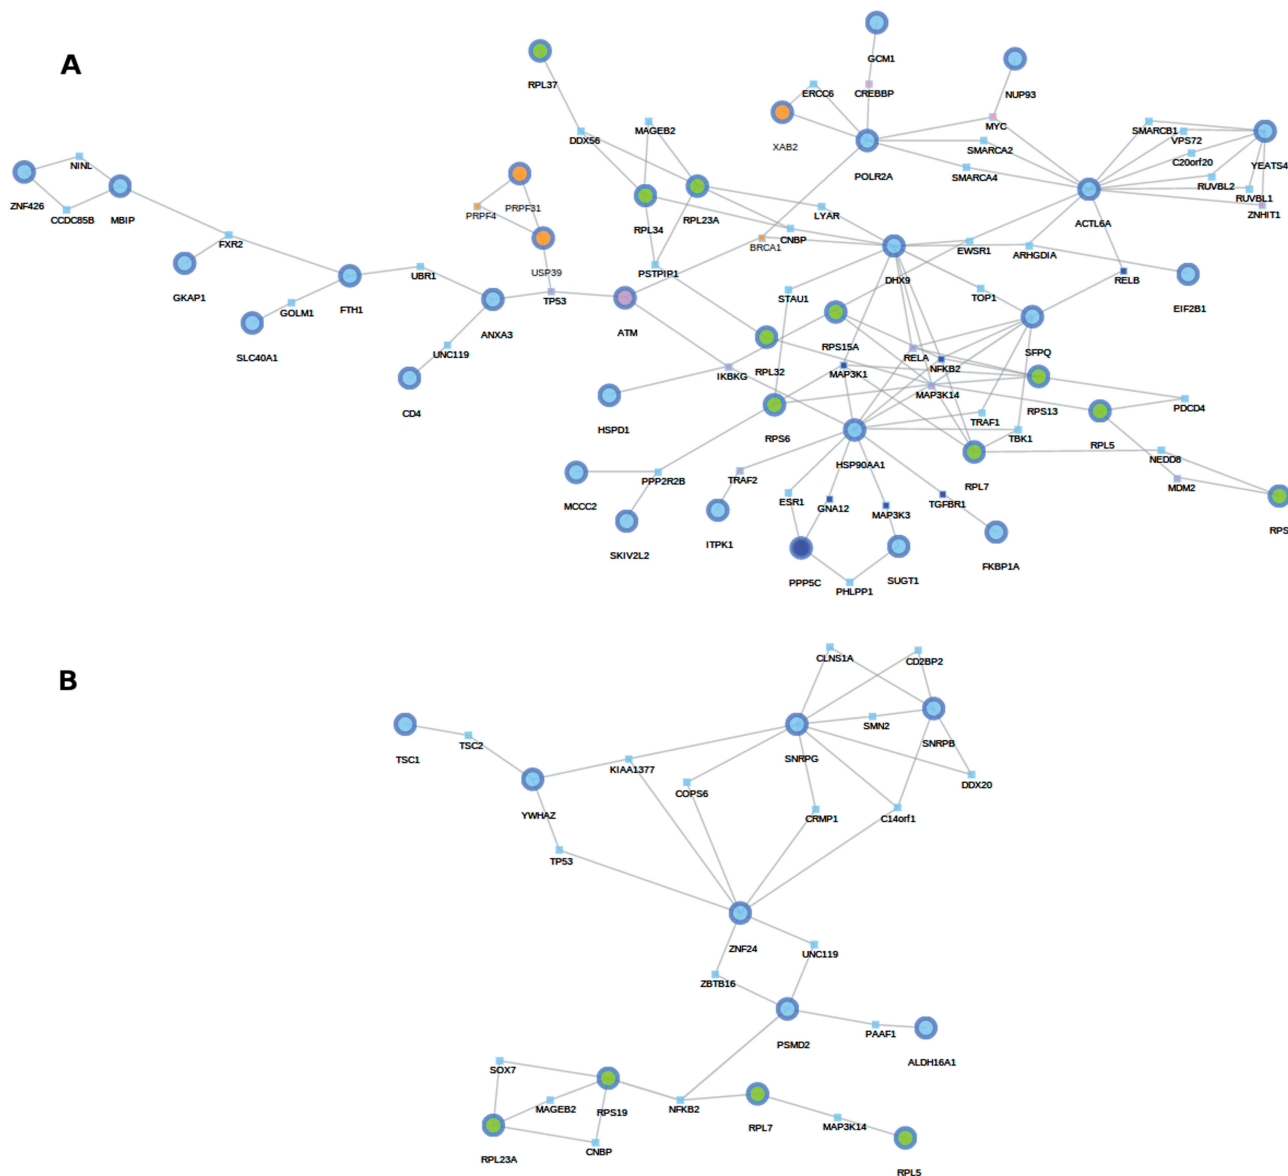 A
GCM1
RPL37
ERCC6
CREBBP
NUP93
MAGEB2
DDX56
MYC
SMARCB1
VPS72
XAB2
SMARCA2
C20orf20
YEATS4
NINL
POLR2A
SMARCA4
RUVBL2
RUVBL1
ZNHIT1
ZNF426
CCDC85B
MBIP
PRPF4
PRPF31
RPL34
RPL23A
LYAR
ACTL6A
FXR2
CNBP
BRCA1
EWSR1
ARHGDIA
USP39
UBR1
PSTPIP1
DHX9
RELB
GKAP1
GOLM1
FTH1
TP53
STAU1
TOP1
EIF2B1
ATM
ANXA3
SLC40A1
UNC119
RPS15A
RELA
SFPQ
NFKB2
IKBKG
RPL32
MAP3K1
MAP3K14
CD4
PDCD4
RPS13
HSPD1
RPS6
TRAF1
TBK1
RPL5
NEDD8
HSP90AA1
PPP2R2B
TRAF2
RPL7
MDM2
MCCC2
ESR1
GNA12
MAP3K3
TGFBR1
RPS
SKIV2L2
ITPK1
FKBP1A
PPP5C
SUGT1
PHLPP1
B
CLNS1A
CD2BP2
SMN2
SNRPB
TSC1
TSC2
SNRPG
KIAA1377
DDX20
COPS6
YWHAZ
CRMP1
C14orf1
TP53
ZNF24
UNC119
ZBTB16
PAAF1
PSMD2
ALDH16A1
SOX7
MAGEB2
RPS19
NFKB2
RPL7
MAP3K14
CNBP
RPL23A
RPL5